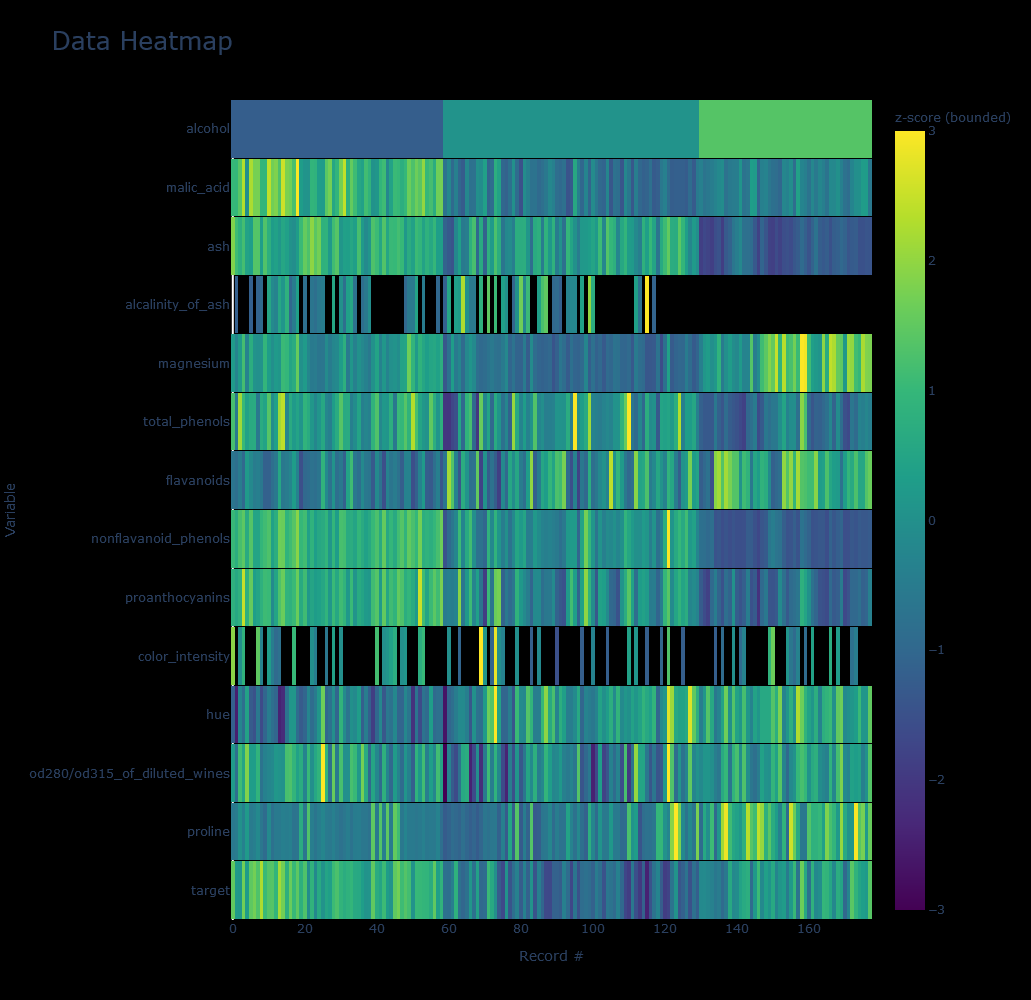 Data Heatmap
z-score (bounded)
alcohol
malic_acid
ash
alcalinity_of_ash
magnesium
total_phenols
flavanoids
nonflavanoid_phenols
proanthocyanins
color_intensity
hue
od280/od315_of_diluted_wines
proline
target
Variable
0 20 40 60 80 100 120 140 160
Record #
3
2
1
0
−1
−2
−3